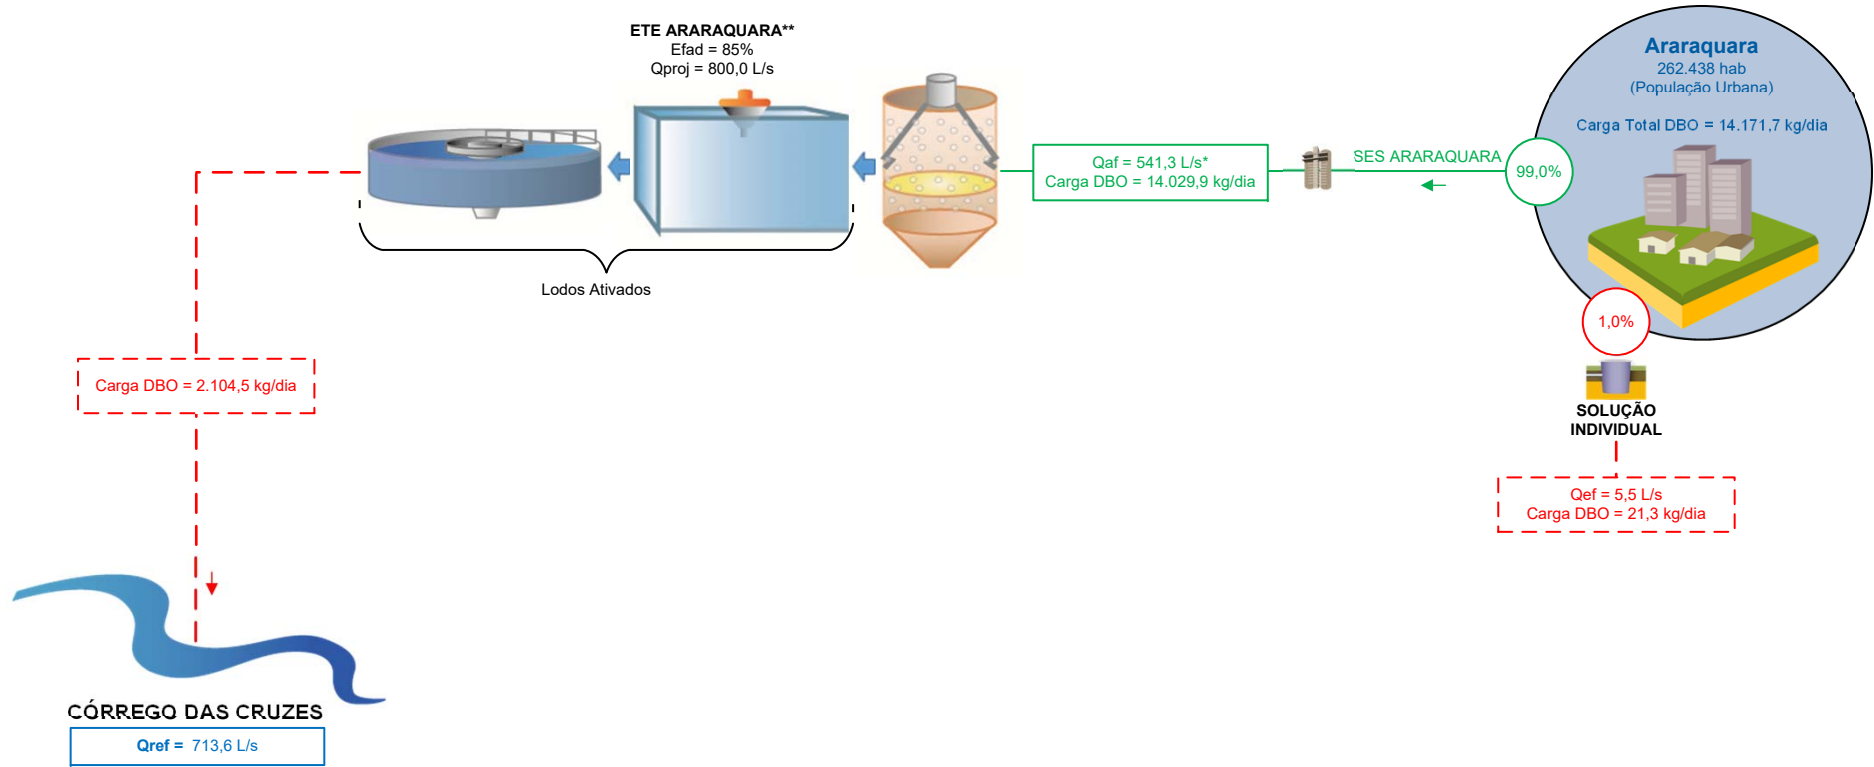 ETE ARARAQUARA**
Efad = 85%
Qproj = 800,0 L/s
Araraquara
262.438 hab
(População Urbana)
Carga Total DBO = 14.171,7 kg/dia
Qaf = 541,3 L/s*
Carga DBO = 14.029,9 kg/dia
SES ARARAQUARA
99,0%
Lodos Ativados
1,0%
Carga DBO = 2.104,5 kg/dia
SOLUÇÃO
INDIVIDUAL
Qef = 5,5 L/s
Carga DBO = 21,3 kg/dia
CÓRREGO DAS CRUZES
Qref = 713,6 L/s